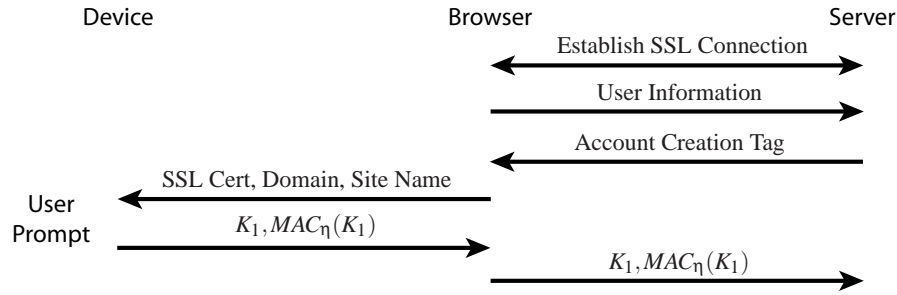 Device Browser Server
Establish SSL Connection
User Information
Account Creation Tag
SSL Cert, Domain, Site Name
User
Prompt
K₁, MAC_η(K₁)
K₁, MAC_η(K₁)